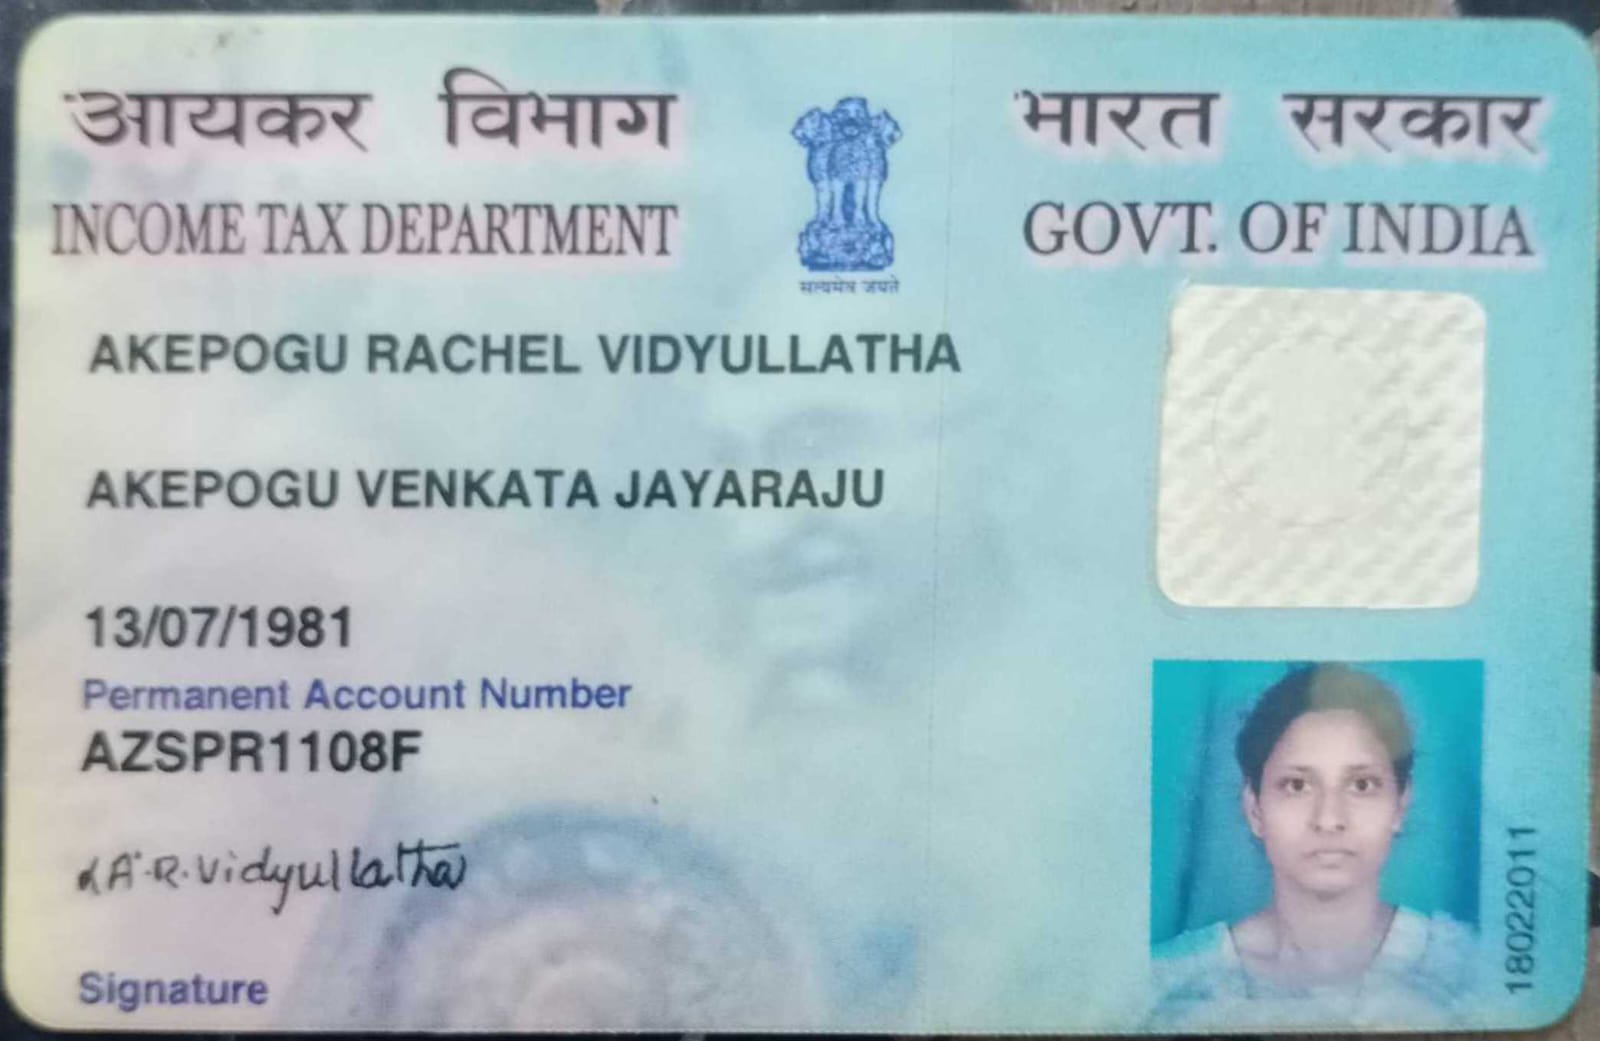 आयकर विभाग
INCOME TAX DEPARTMENT
सत्यमेव जयते
भारत सरकार
GOVT. OF INDIA
AKEPOGU RACHEL VIDYULLATHA
AKEPOGU VENKATA JAYARAJU
13/07/1981
Permanent Account Number
AZSPR1108F
A.R.Vidyullatha
Signature
18022011